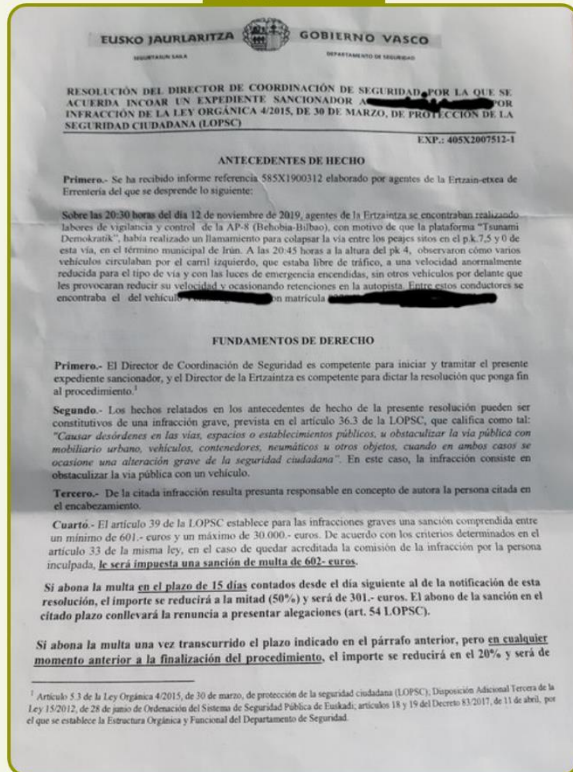 EUSKO JAURLARITZA
GOBIERNO VASCO
SEGURTASUN SAILA
DEPARTAMENTO DE SEGURIDAD
RESOLUCIÓN DEL DIRECTOR DE COORDINACIÓN DE SEGURIDAD POR LA QUE SE
ACUERDA INCOAR UN EXPEDIENTE SANCIONADOR A POR
INFRACCIÓN DE LA LEY ORGÁNICA 4/2015, DE 30 DE MARZO, DE PROTECCIÓN DE LA
SEGURIDAD CIUDADANA (LOPSC)
EXP.: 405X2007512-1
ANTECEDENTES DE HECHO
Primero.- Se ha recibido informe referencia 585X1900312 elaborado por agentes de la Ertzain-etxea de
Errenteria del que se desprende lo siguiente:
Sobre las 20:30 horas del día 12 de noviembre de 2019, agentes de la Ertzaintza se encontraban realizando
labores de vigilancia y control de la AP-8 (Behobia-Bilbao), con motivo de que la plataforma "Tsunami
Demokratik", había realizado un llamamiento para colapsar la vía entre los peajes sitos en el p.k.7,5 y 0 de
esta vía, en el término municipal de Irún. A las 20:45 horas a la altura del pk 4, observaron cómo varios
vehículos circulaban por el carril izquierdo, que estaba libre de tráfico, a una velocidad anormalmente
reducida para el tipo de vía y con las luces de emergencia encendidas, sin otros vehículos por delante que
les provocaran reducir su velocidad y ocasionando retenciones en la autopista. Entre estos conductores se
encontraba el del vehículo con matrícula
FUNDAMENTOS DE DERECHO
Primero.- El Director de Coordinación de Seguridad es competente para iniciar y tramitar el presente
expediente sancionador, y el Director de la Ertzaintza es competente para dictar la resolución que ponga fin
al procedimiento.1
Segundo.- Los hechos relatados en los antecedentes de hecho de la presente resolución pueden ser
constitutivos de una infracción grave, prevista en el artículo 36.3 de la LOPSC, que califica como tal:
"Causar desórdenes en las vías, espacios o establecimientos públicos, u obstaculizar la vía pública con
mobiliario urbano, vehículos, contenedores, neumáticos u otros objetos, cuando en ambos casos se
ocasione una alteración grave de la seguridad ciudadana". En este caso, la infracción consiste en
obstaculizar la vía pública con un vehículo.
Tercero.- De la citada infracción resulta presunta responsable en concepto de autora la persona citada en
el encabezamiento.
Cuarto.- El artículo 39 de la LOPSC establece para las infracciones graves una sanción comprendida entre
un mínimo de 601.- euros y un máximo de 30.000.- euros. De acuerdo con los criterios determinados en el
artículo 33 de la misma ley, en el caso de quedar acreditada la comisión de la infracción por la persona
inculpada, le será impuesta una sanción de multa de 602- euros.
Si abona la multa en el plazo de 15 días contados desde el día siguiente al de la notificación de esta
resolución, el importe se reducirá a la mitad (50%) y será de 301.- euros. El abono de la sanción en el
citado plazo conllevará la renuncia a presentar alegaciones (art. 54 LOPSC).
Si abona la multa una vez transcurrido el plazo indicado en el párrafo anterior, pero en cualquier
momento anterior a la finalización del procedimiento, el importe se reducirá en el 20% y será de
1 Artículo 5.3 de la Ley Orgánica 4/2015, de 30 de marzo, de protección de la seguridad ciudadana (LOPSC); Disposición Adicional Tercera de la
Ley 15/2012, de 28 de junio de Ordenación del Sistema de Seguridad Pública de Euskadi; artículos 18 y 19 del Decreto 83/2017, de 11 de abril, por
el que se establece la Estructura Orgánica y Funcional del Departamento de Seguridad.